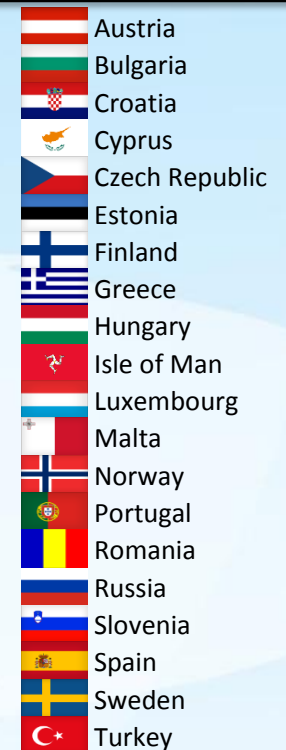 Austria
Bulgaria
Croatia
Cyprus
Czech Republic
Estonia
Finland
Greece
Hungary
Isle of Man
Luxembourg
Malta
Norway
Portugal
Romania
Russia
Slovenia
Spain
Sweden
Turkey